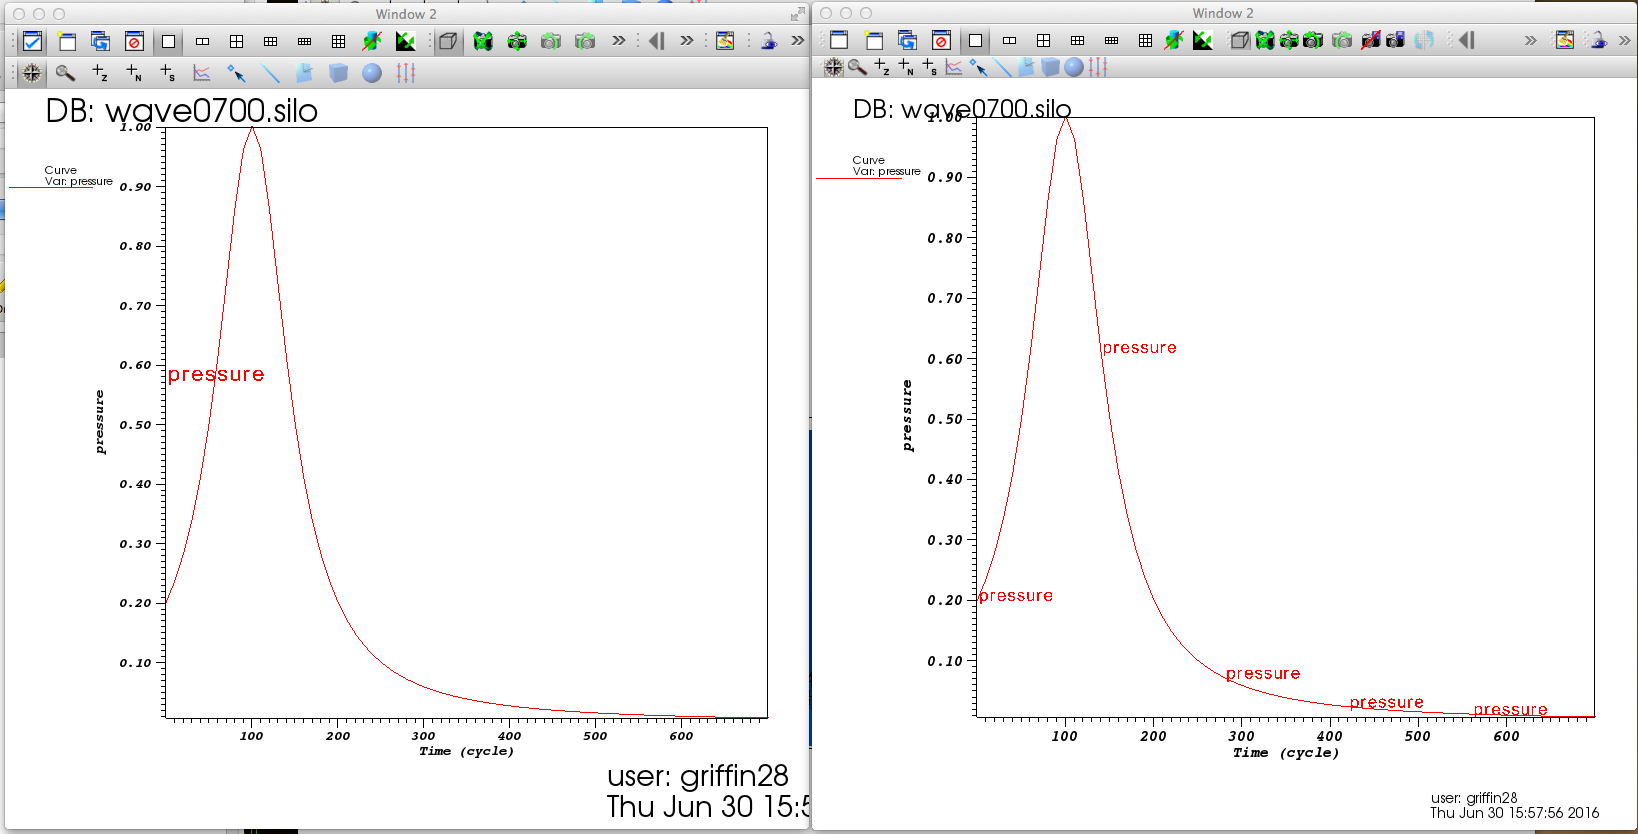 Window 2
Z
N
S
DB: wave0700.silo
1.00
Curve
Var: pressure
0.90
0.80
0.70
0.60
pressure
pressure
0.50
0.40
0.30
0.20
0.10
100 200 300 400 500 600
Time (cycle)
user: griffin28
Thu Jun 30 15:5
Window 2
Z
N
S
DB: wave0700.silo
1.00
Curve
Var: pressure
0.90
0.80
0.70
pressure
0.60
pressure
0.50
0.40
0.30
0.20
pressure
0.10
pressure
pressure
pressure
100 200 300 400 500 600
Time (cycle)
user: griffin28
Thu Jun 30 15:57:56 2016